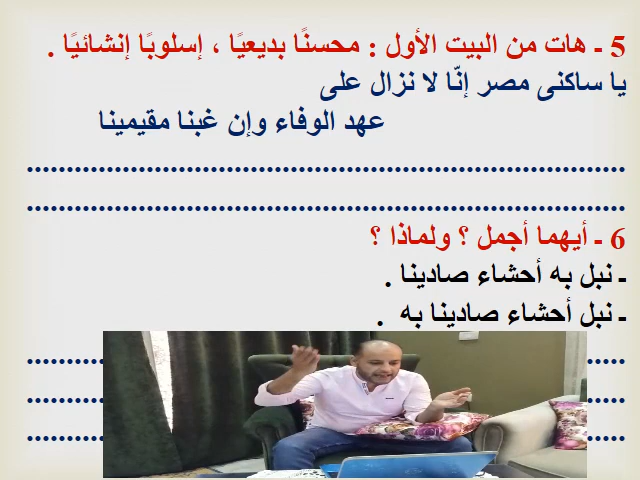 5 ـ هات من البيت الأول : محسنًا بديعيًا ، إسلوبًا إنشائيًا .
يا ساكنى مصر إنّا لا نزال على
عهد الوفاء وإن غبنا مقيمينا
6 ـ أيهما أجمل ؟ ولماذا ؟
ـ نبل به أحشاء صادينا .
ـ نبل أحشاء صادينا به .